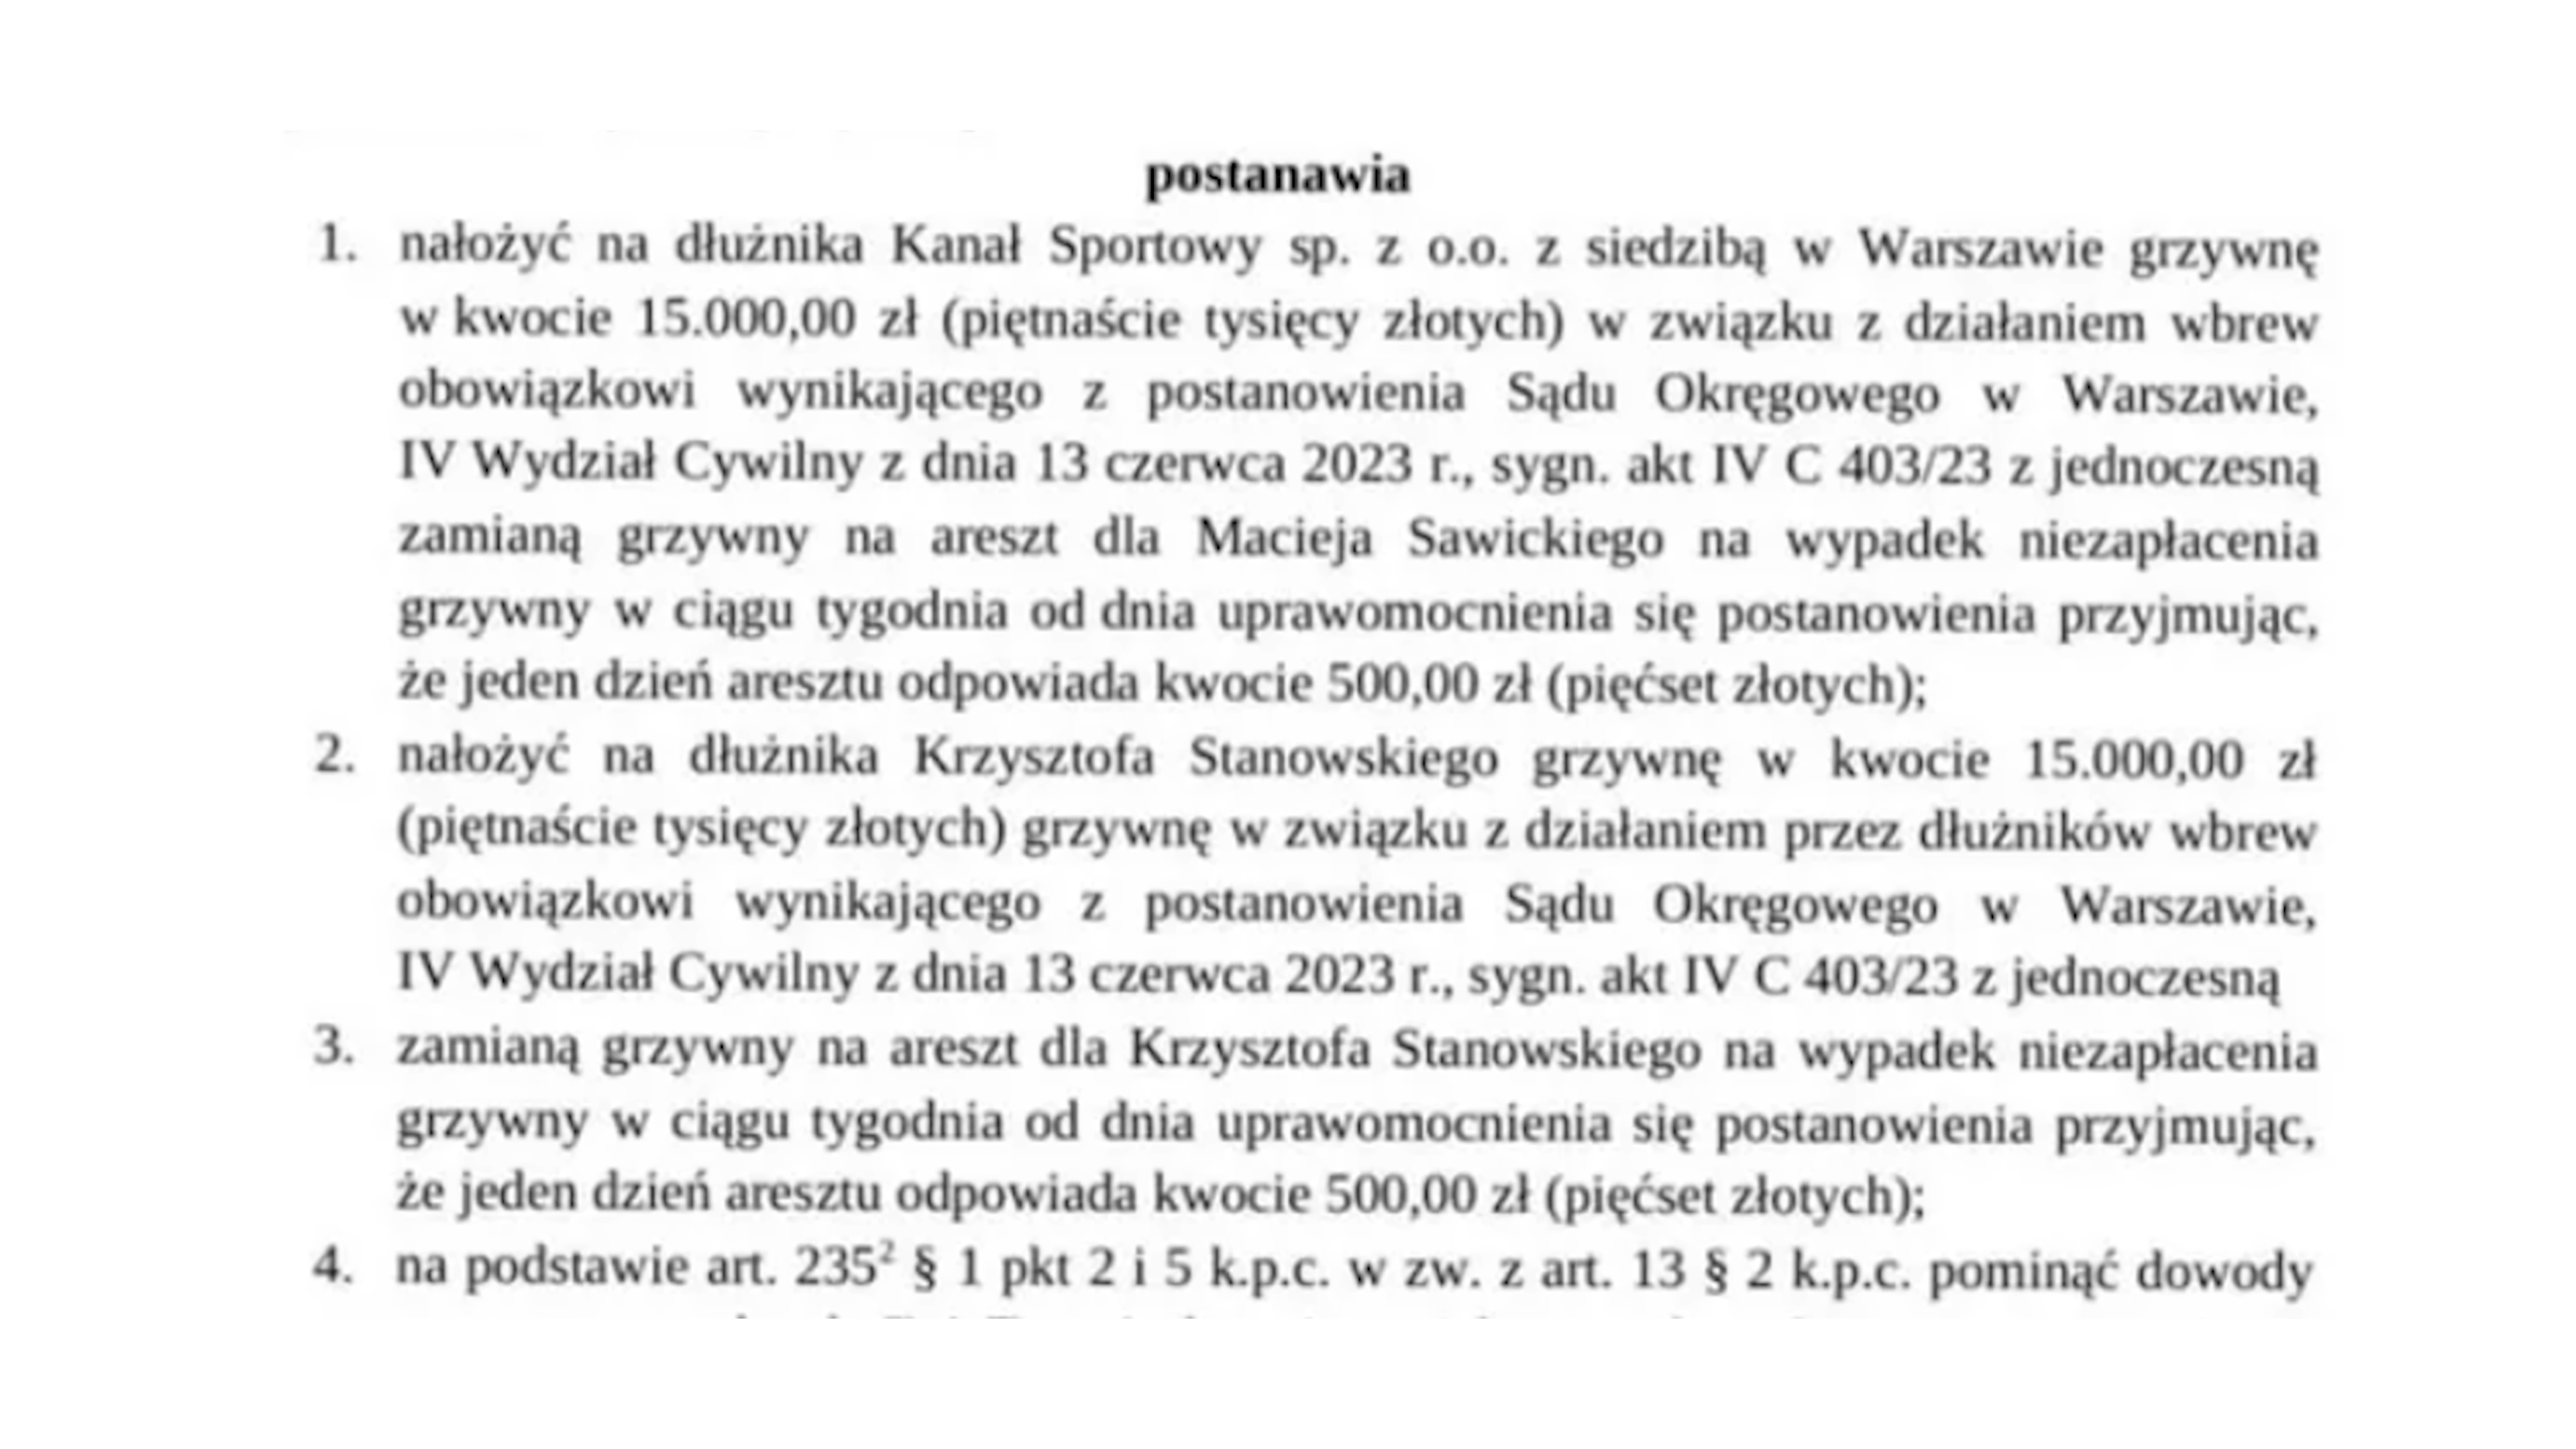 postanawia
1. nałożyć na dłużnika Kanał Sportowy sp. z o.o. z siedzibą w Warszawie grzywnę
w kwocie 15.000,00 zł (piętnaście tysięcy złotych) w związku z działaniem wbrew
obowiązkowi wynikającego z postanowienia Sądu Okręgowego w Warszawie,
IV Wydział Cywilny z dnia 13 czerwca 2023 r., sygn. akt IV C 403/23 z jednoczesną
zamianą grzywny na areszt dla Macieja Sawickiego na wypadek niezapłacenia
grzywny w ciągu tygodnia od dnia uprawomocnienia się postanowienia przyjmując,
że jeden dzień aresztu odpowiada kwocie 500,00 zł (pięćset złotych);
2. nałożyć na dłużnika Krzysztofa Stanowskiego grzywnę w kwocie 15.000,00 zł
(piętnaście tysięcy złotych) grzywnę w związku z działaniem przez dłużników wbrew
obowiązkowi wynikającego z postanowienia Sądu Okręgowego w Warszawie,
IV Wydział Cywilny z dnia 13 czerwca 2023 r., sygn. akt IV C 403/23 z jednoczesną
3. zamianą grzywny na areszt dla Krzysztofa Stanowskiego na wypadek niezapłacenia
grzywny w ciągu tygodnia od dnia uprawomocnienia się postanowienia przyjmując,
że jeden dzień aresztu odpowiada kwocie 500,00 zł (pięćset złotych);
4. na podstawie art. 235² § 1 pkt 2 i 5 k.p.c. w zw. z art. 13 § 2 k.p.c. pominąć dowody